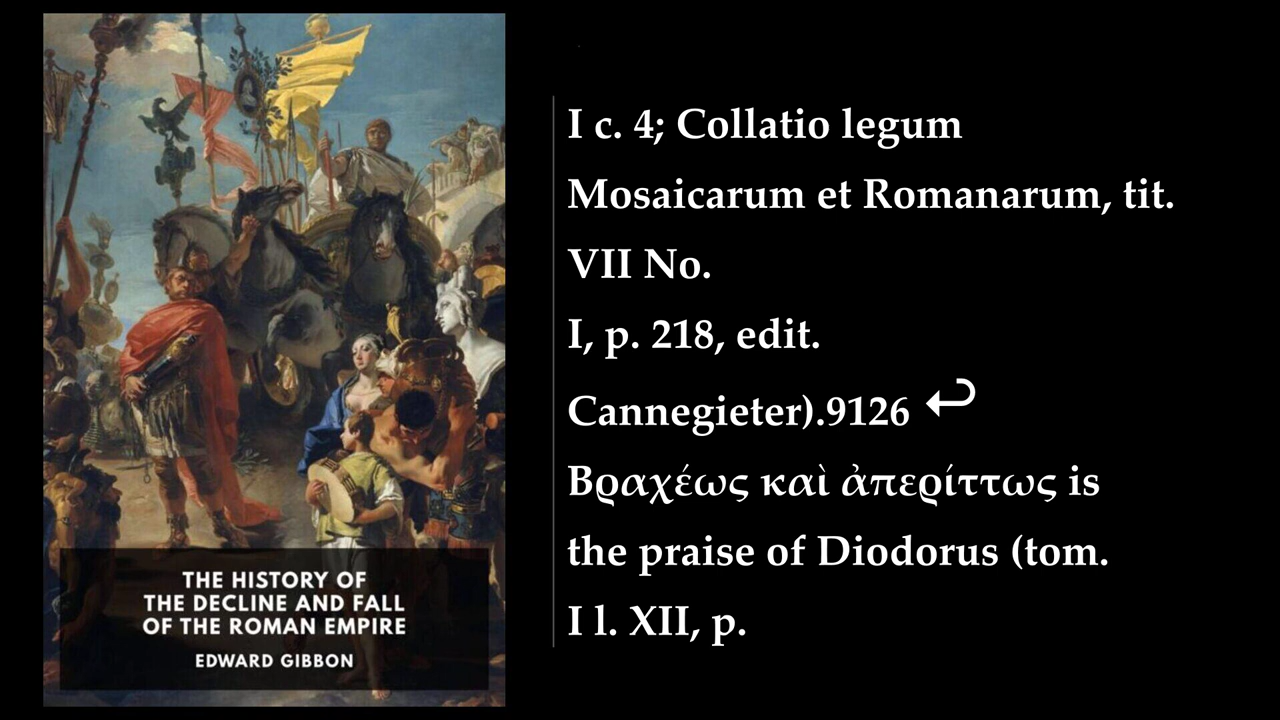 THE HISTORY OF
THE DECLINE AND FALL
OF THE ROMAN EMPIRE
EDWARD GIBBON
I c. 4; Collatio legum
Mosaicarum et Romanarum, tit.
VII No.
I, p. 218, edit.
Cannegieter).9126 ↩
Βραχέως καὶ ἀπερίττως is
the praise of Diodorus (tom.
I l. XII, p.